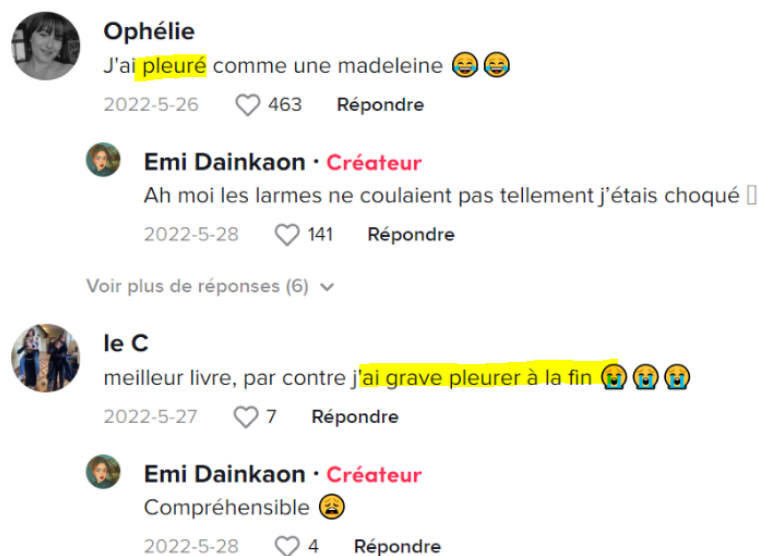 Ophélie
J'ai pleuré comme une madeleine 😂😂
2022-5-26 463 Répondre
Emi Dainkaon · Créateur
Ah moi les larmes ne coulaient pas tellement j’étais choqué
2022-5-28 141 Répondre
Voir plus de réponses (6)
le C
meilleur livre, par contre j'ai grave pleurer à la fin 😭😭😭
2022-5-27 7 Répondre
Emi Dainkaon · Créateur
Compréhensible 😩
2022-5-28 4 Répondre